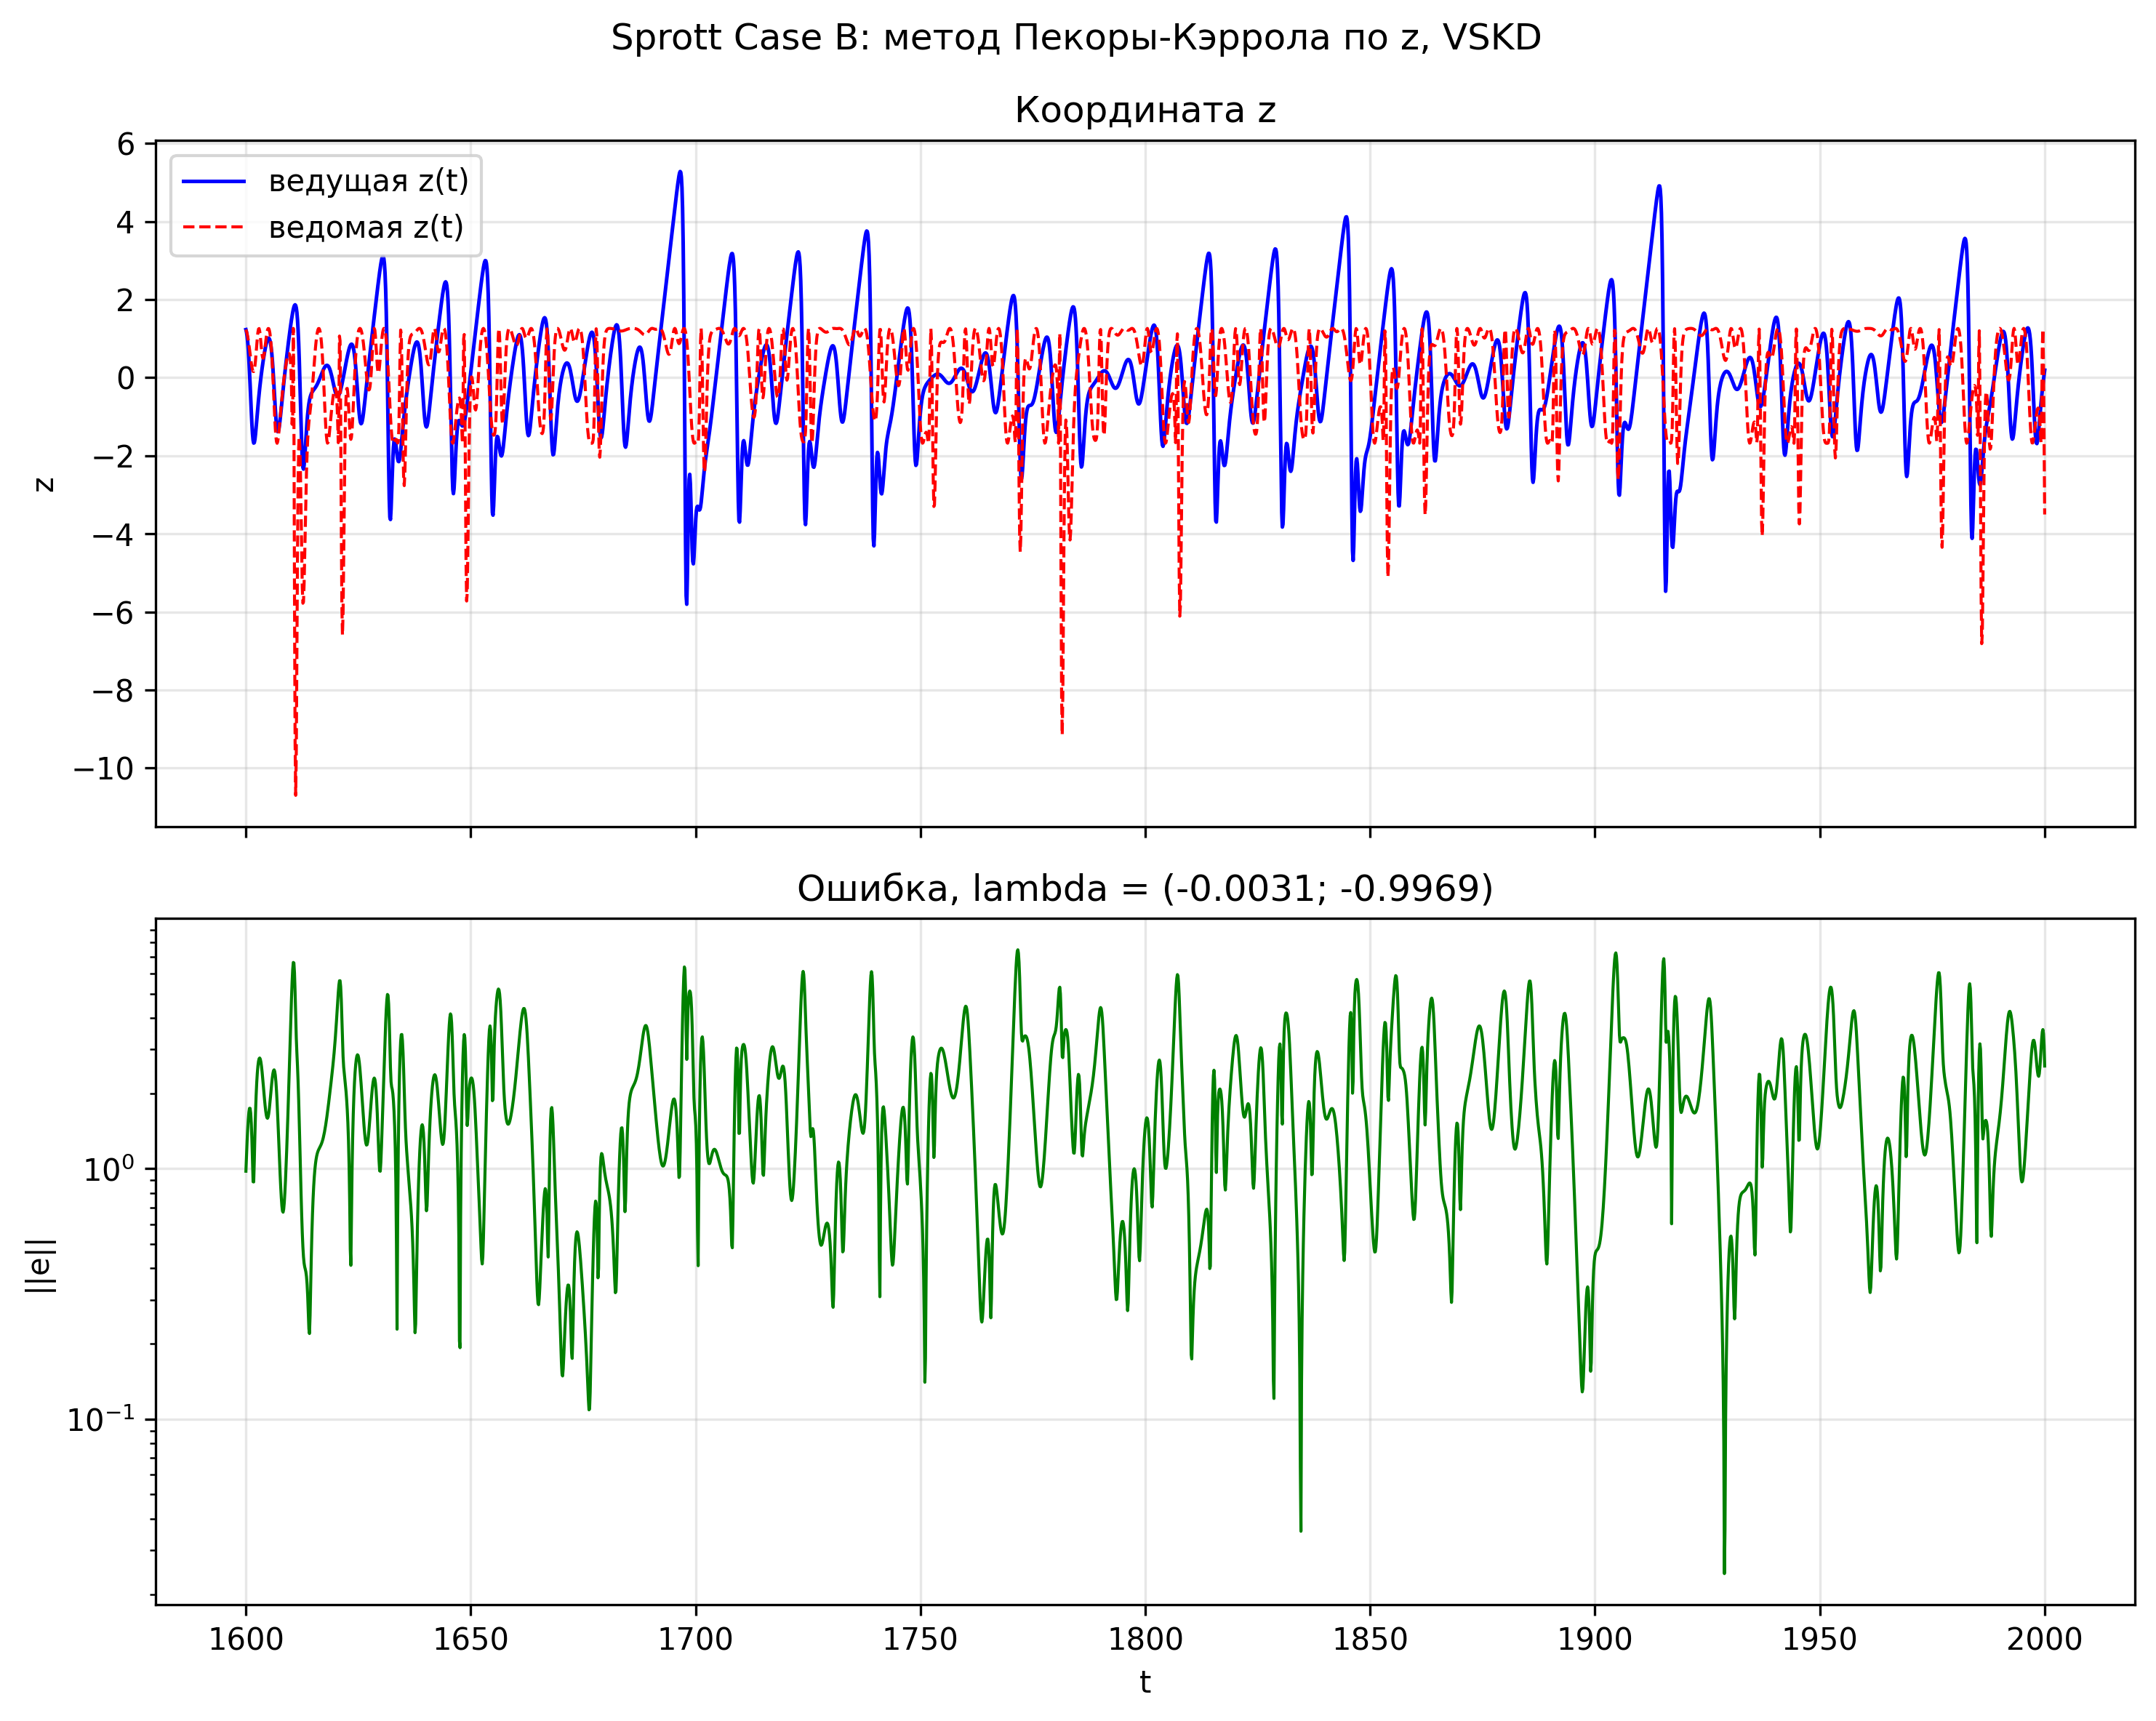 Sprott Case B: метод Пекоры-Кэррола по z, VSKD
Координата z
ведущая z(t)
ведомая z(t)
z
6
4
2
0
−2
−4
−6
−8
−10
Ошибка, lambda = (-0.0031; -0.9969)
||e||
10⁰
10⁻¹
1600 1650 1700 1750 1800 1850 1900 1950 2000
t